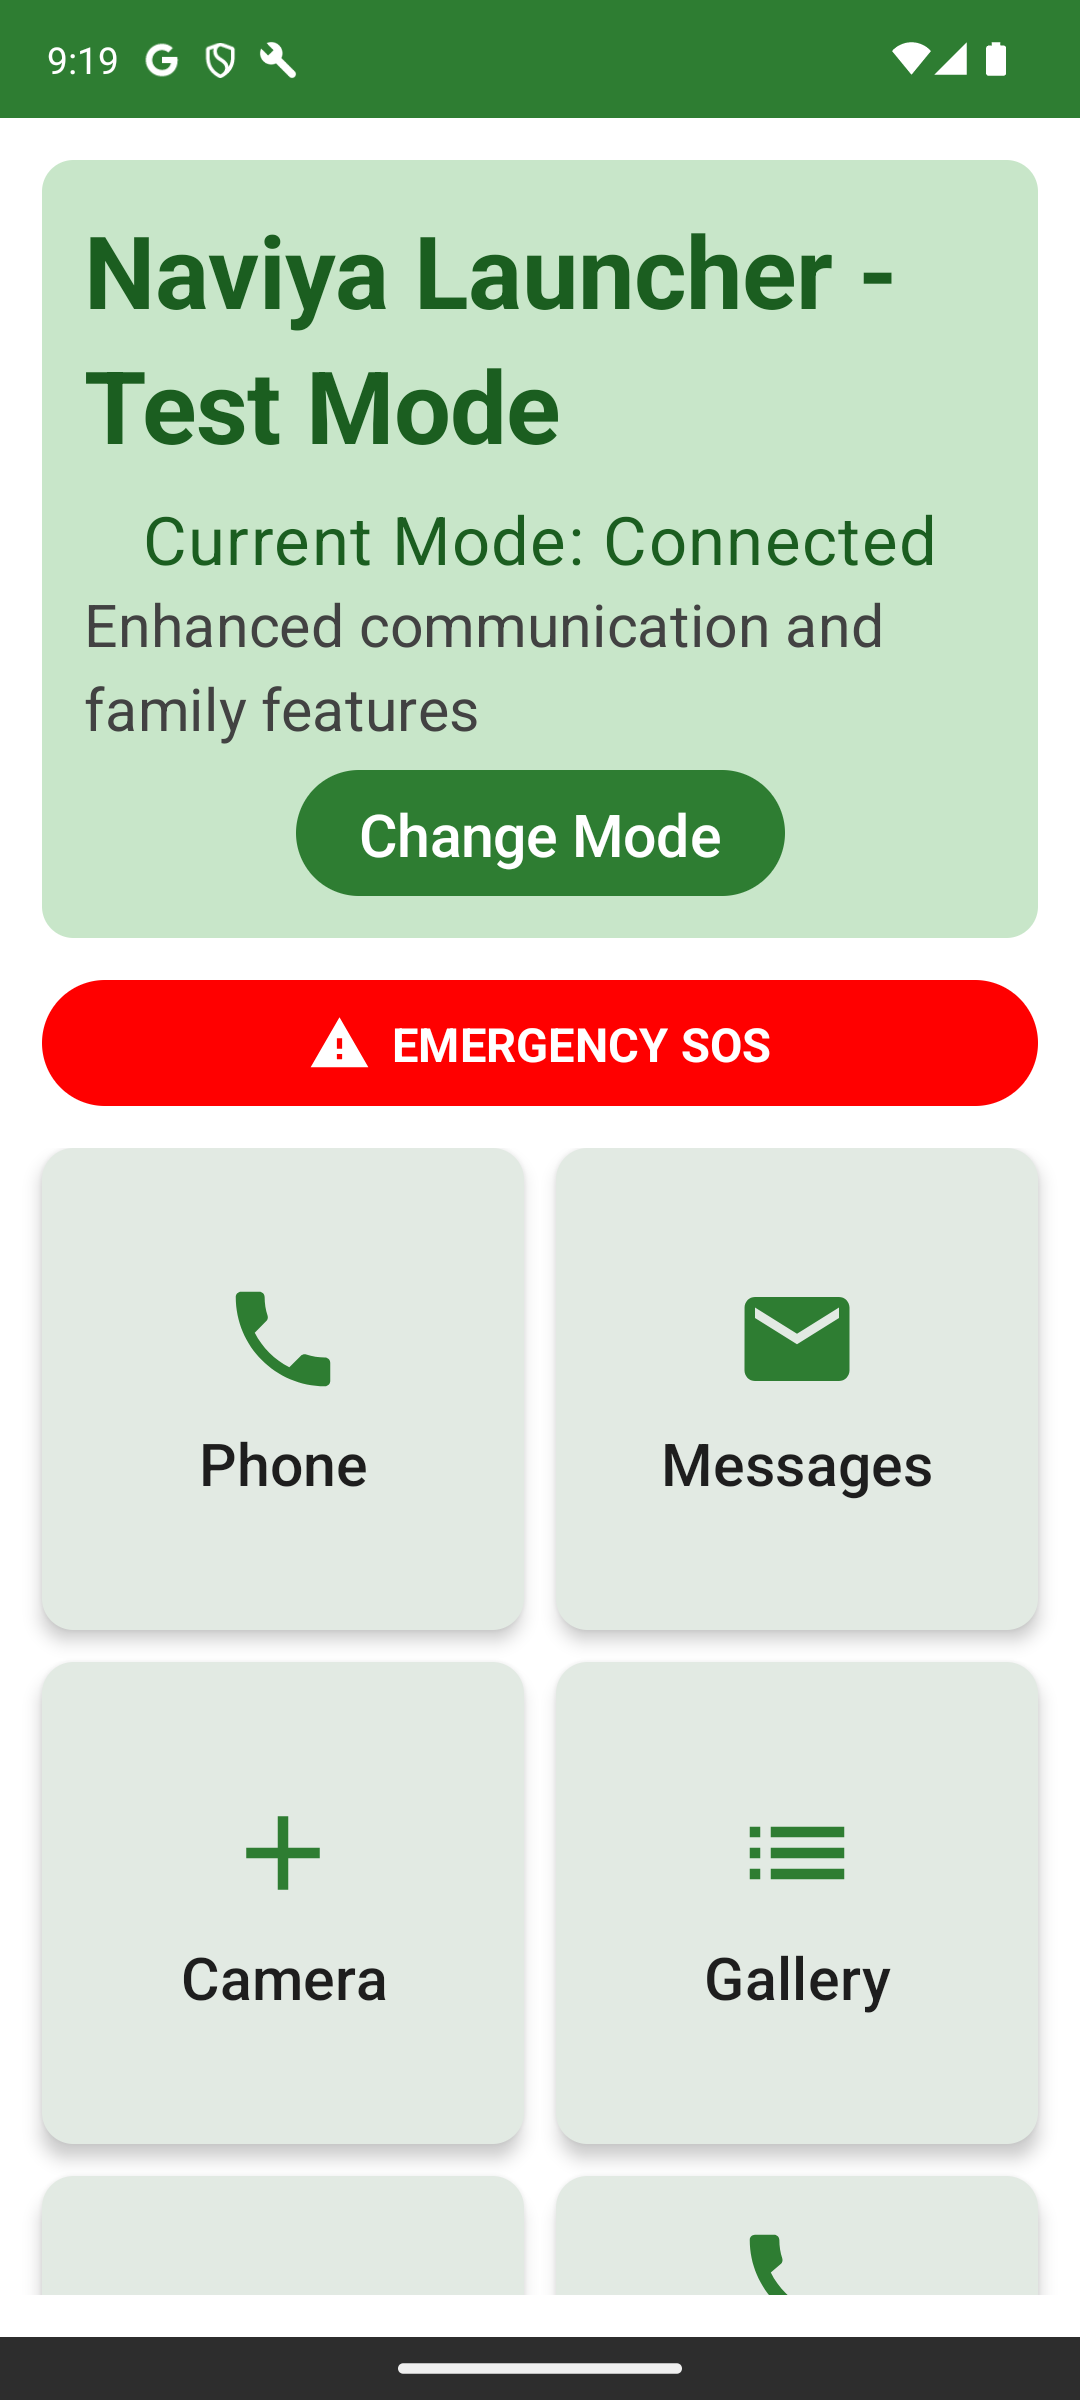 9:19
Naviya Launcher -
Test Mode
Current Mode: Connected
Enhanced communication and
family features
Change Mode
EMERGENCY SOS
Phone
Messages
Camera
Gallery